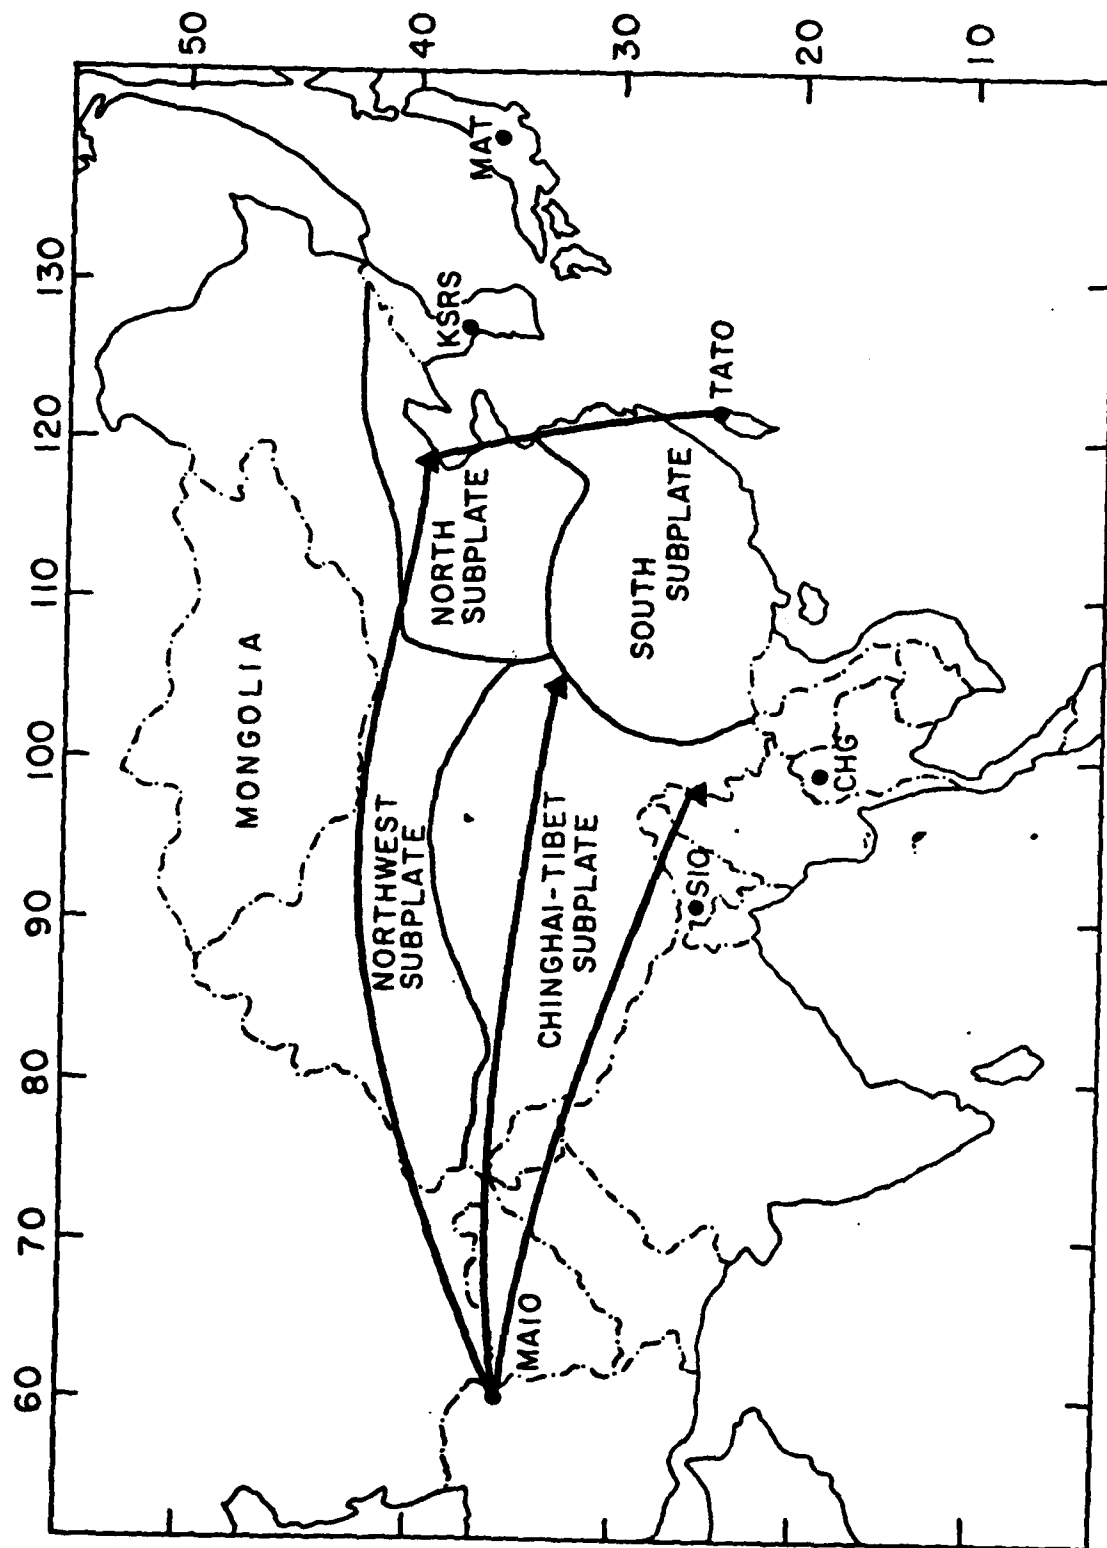 60 70 80 90 100 110 120 130
50
40
30
20
10
MONGOLIA
NORTHWEST
SUBPLATE
NORTH
SUBPLATE
KSRS
MAT
MAIO
CHINGHAI-TIBET
SUBPLATE
SOUTH
SUBPLATE
TATO
SIO
CHG